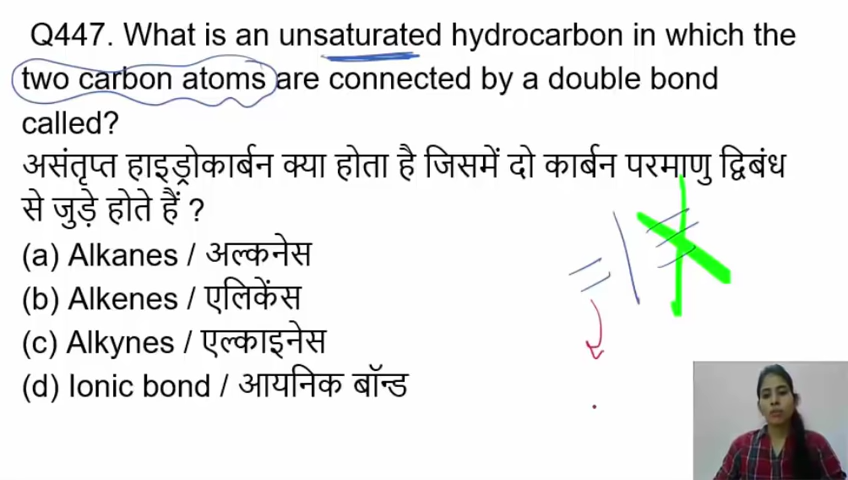 Q447. What is an unsaturated hydrocarbon in which the
two carbon atoms are connected by a double bond
called?
असंतृप्त हाइड्रोकार्बन क्या होता है जिसमें दो कार्बन परमाणु द्विबंध
से जुड़े होते हैं ?
(a) Alkanes / अल्कनेस
(b) Alkenes / एलिकेंस
(c) Alkynes / एल्काइनेस
(d) Ionic bond / आयनिक बॉन्ड